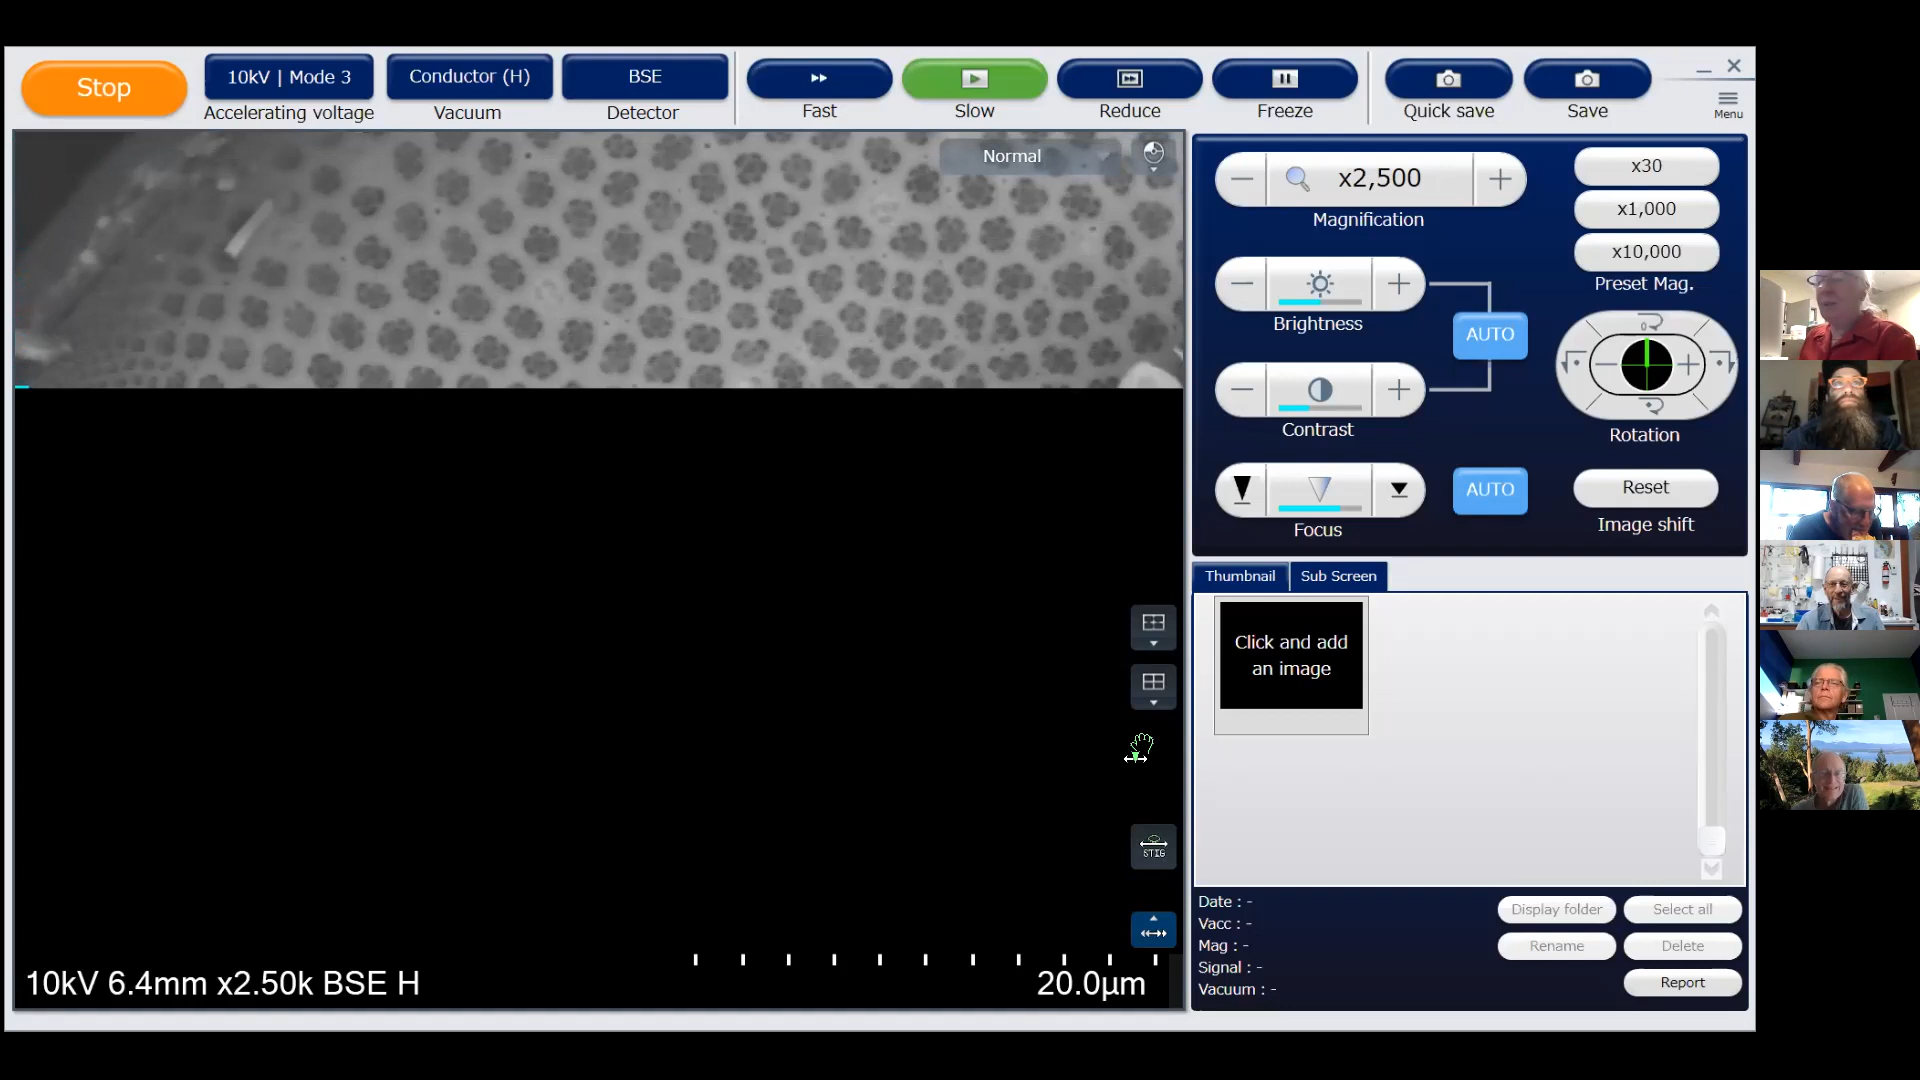 Stop
10kV | Mode 3
Accelerating voltage
Conductor (H)
Vacuum
BSE
Detector
Fast
Slow
Reduce
Freeze
Quick save
Save
Menu
Normal
x2,500
Magnification
x30
x1,000
x10,000
Preset Mag.
Brightness
AUTO
Contrast
Rotation
Focus
AUTO
Reset
Image shift
Thumbnail
Sub Screen
Click and add
an image
STIG
10kV 6.4mm x2.50k BSE H
20.0µm
Date : -
Vacc : -
Mag : -
Signal : -
Vacuum : -
Display folder
Select all
Rename
Delete
Report